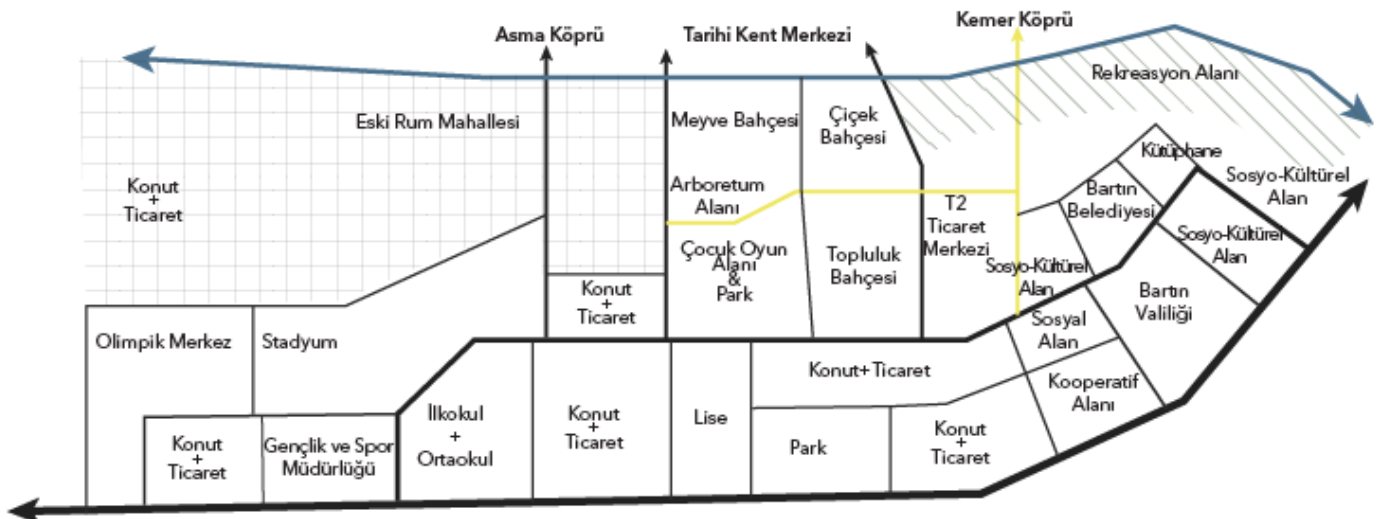 Kemer Köprü
Asma Köprü
Tarihi Kent Merkezi
Rekreasyon Alanı
Eski Rum Mahallesi
Meyve Bahçesi
Çiçek
Bahçesi
Kütüphane
Konut
+
Ticaret
Arboretum
Alanı
Bartın
Belediyesi
Sosyo-Kültürel
Alan
T2
Ticaret
Merkezi
Sosyo-Kültürel
Alan
Çocuk Oyun
Alanı
&
Park
Topluluk
Bahçesi
Sosyo-Kültürel
Alan
Konut
+
Ticaret
Bartın
Valiliği
Olimpik Merkez
Stadyum
Sosyal
Alan
Konut+Ticaret
Kooperatif
Alanı
İlkokul
+
Ortaokul
Konut
+
Ticaret
Lise
Park
Konut
+
Ticaret
Konut
+
Ticaret
Gençlik ve Spor
Müdürlüğü